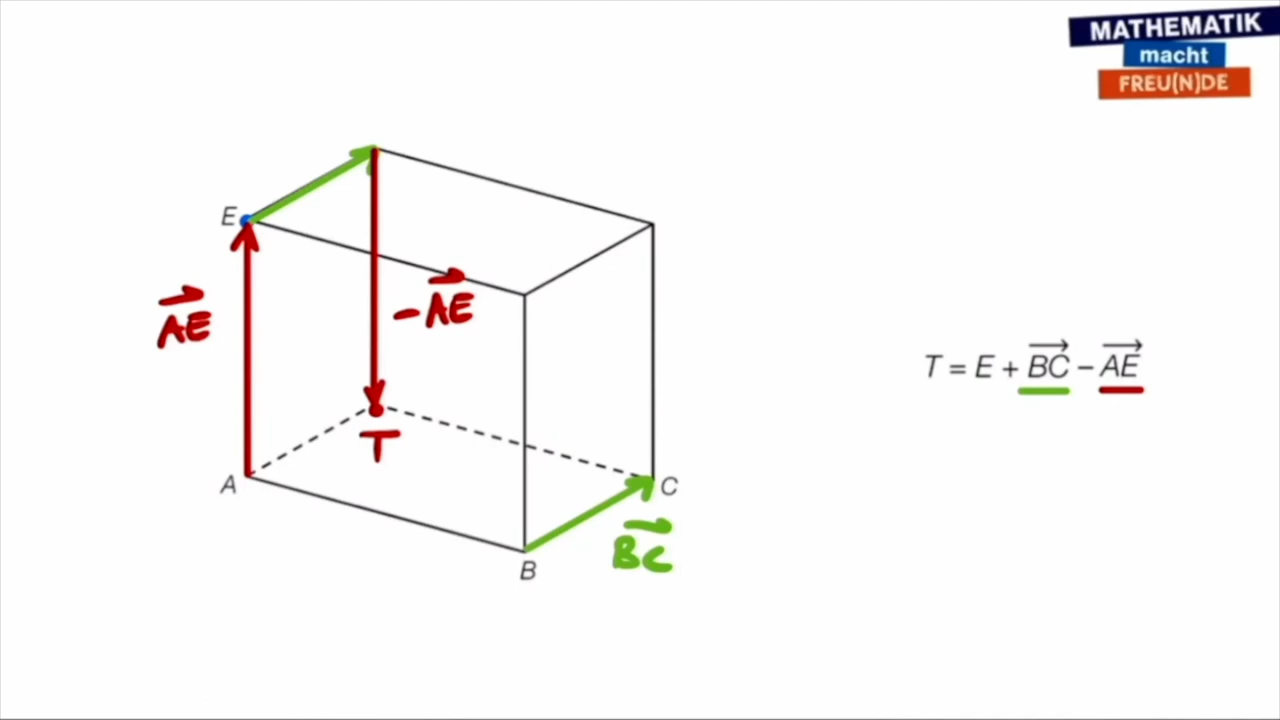 MATHEMATIK
macht
FREU(N)DE
E
AE
-AE
T = E + BC - AE
T
A
C
BC
B